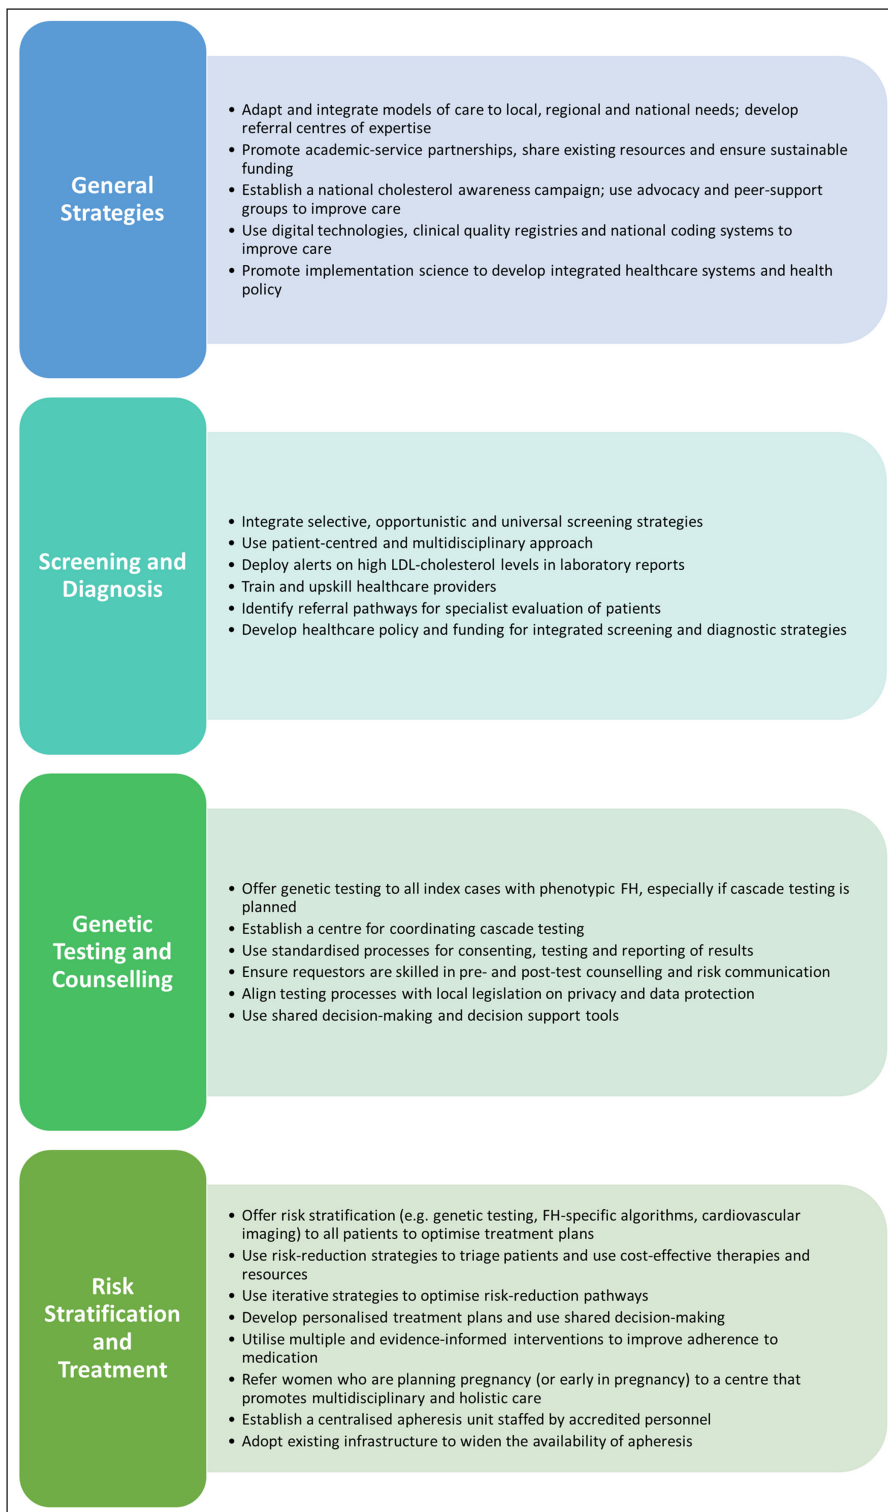 General
Strategies
• Adapt and integrate models of care to local, regional and national needs; develop
referral centres of expertise
• Promote academic-service partnerships, share existing resources and ensure sustainable
funding
• Establish a national cholesterol awareness campaign; use advocacy and peer-support
groups to improve care
• Use digital technologies, clinical quality registries and national coding systems to
improve care
• Promote implementation science to develop integrated healthcare systems and health
policy
Screening and
Diagnosis
• Integrate selective, opportunistic and universal screening strategies
• Use patient-centred and multidisciplinary approach
• Deploy alerts on high LDL-cholesterol levels in laboratory reports
• Train and upskill healthcare providers
• Identify referral pathways for specialist evaluation of patients
• Develop healthcare policy and funding for integrated screening and diagnostic strategies
Genetic
Testing and
Counselling
• Offer genetic testing to all index cases with phenotypic FH, especially if cascade testing is
planned
• Establish a centre for coordinating cascade testing
• Use standardised processes for consenting, testing and reporting of results
• Ensure requestors are skilled in pre- and post-test counselling and risk communication
• Align testing processes with local legislation on privacy and data protection
• Use shared decision-making and decision support tools
Risk
Stratification
and
Treatment
• Offer risk stratification (e.g. genetic testing, FH-specific algorithms, cardiovascular
imaging) to all patients to optimise treatment plans
• Use risk-reduction strategies to triage patients and use cost-effective therapies and
resources
• Use iterative strategies to optimise risk-reduction pathways
• Develop personalised treatment plans and use shared decision-making
• Utilise multiple and evidence-informed interventions to improve adherence to
medication
• Refer women who are planning pregnancy (or early in pregnancy) to a centre that
promotes multidisciplinary and holistic care
• Establish a centralised apheresis unit staffed by accredited personnel
• Adopt existing infrastructure to widen the availability of apheresis